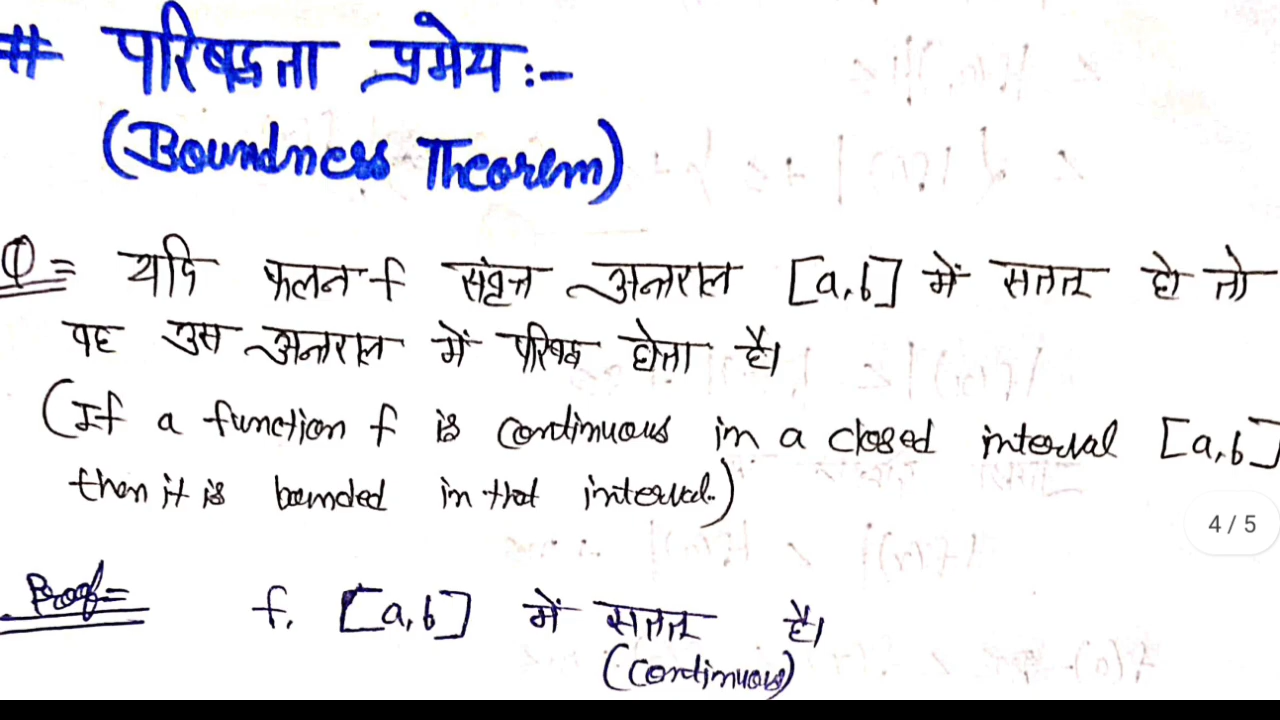 # परिबद्धता प्रमेय :-
(Boundness Theorem)
Q= यदि फलन f संवृत्त अन्तराल [a,b] में सतत् हो तो
वह उस अन्तराल में परिबद्ध होता है।
(If a function f is continuous in a closed interval [a,b]
then it is bounded in that interval.)
4 / 5
Proof= f, [a,b] में सतत् है।
(continuous)